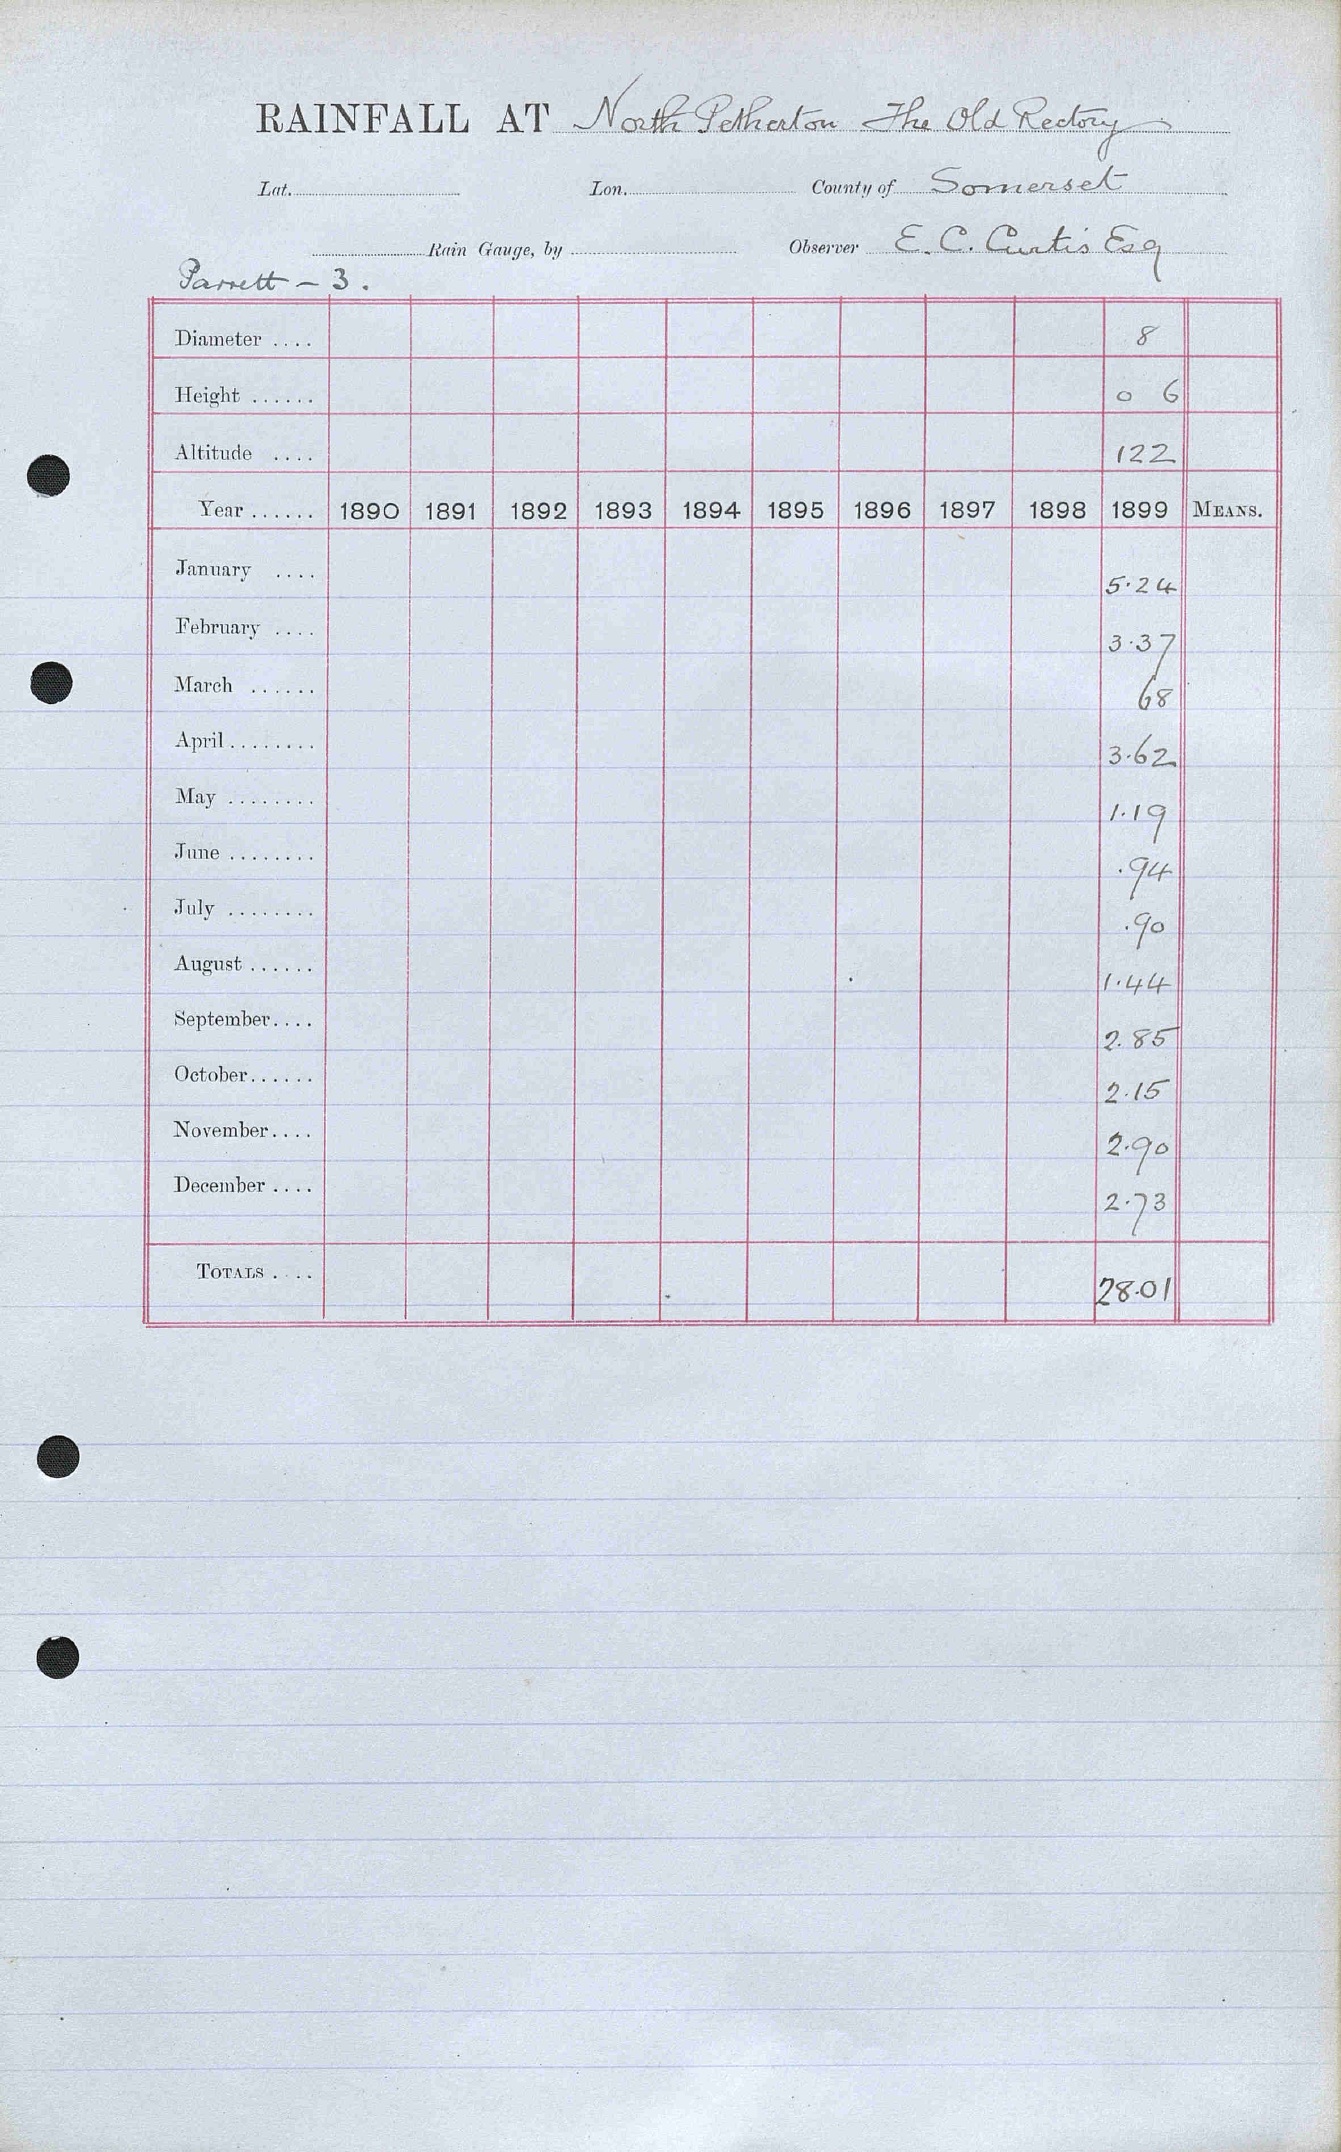 RAINFALL AT North Petherton The Old Rectory
Lat. Lon. County of Somerset
Rain Gauge, by Observer E. C. Curtis Esq
Parrett - 3.
Diameter .... 8
Height ...... 0 6
Altitude .... 122
Year ...... 1890 1891 1892 1893 1894 1895 1896 1897 1898 1899 MEANS.
January .... 5.24
February .... 3.37
March ...... 68
April ........ 3.62
May ........ 1.19
June ........ .94
July ........ .90
August ...... 1.44
September.... 2.85
October...... 2.15
November.... 2.90
December .... 2.73
TOTALS .... 28.01